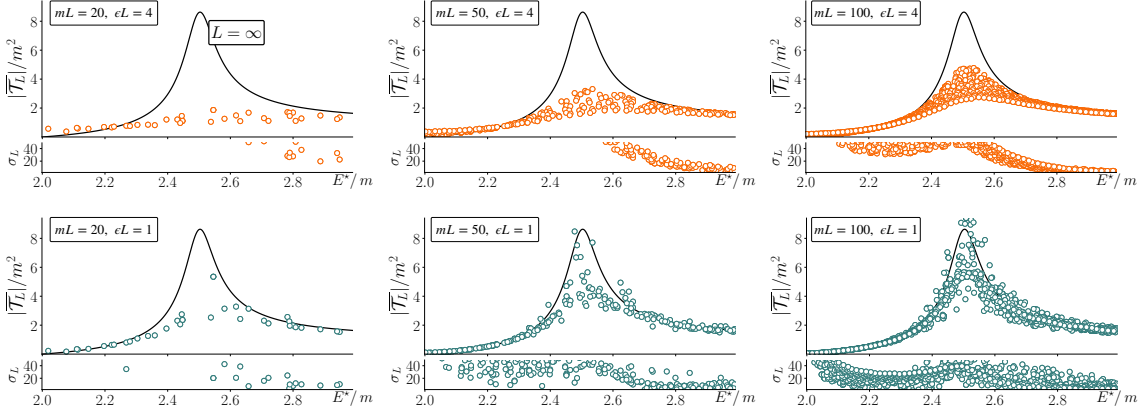 mL = 20, ϵL = 4
L = ∞
|𝒯_L|/m²
8
6
4
2
σ_L
40
20
2.0 2.2 2.4 2.6 2.8 E⋆/m
mL = 50, ϵL = 4
|𝒯_L|/m²
8
6
4
2
σ_L
40
20
2.0 2.2 2.4 2.6 2.8 E⋆/m
mL = 100, ϵL = 4
|𝒯_L|/m²
8
6
4
2
σ_L
40
20
2.0 2.2 2.4 2.6 2.8 E⋆/m
mL = 20, ϵL = 1
|𝒯_L|/m²
8
6
4
2
σ_L
40
20
2.0 2.2 2.4 2.6 2.8 E⋆/m
mL = 50, ϵL = 1
|𝒯_L|/m²
8
6
4
2
σ_L
40
20
2.0 2.2 2.4 2.6 2.8 E⋆/m
mL = 100, ϵL = 1
|𝒯_L|/m²
8
6
4
2
σ_L
40
20
2.0 2.2 2.4 2.6 2.8 E⋆/m